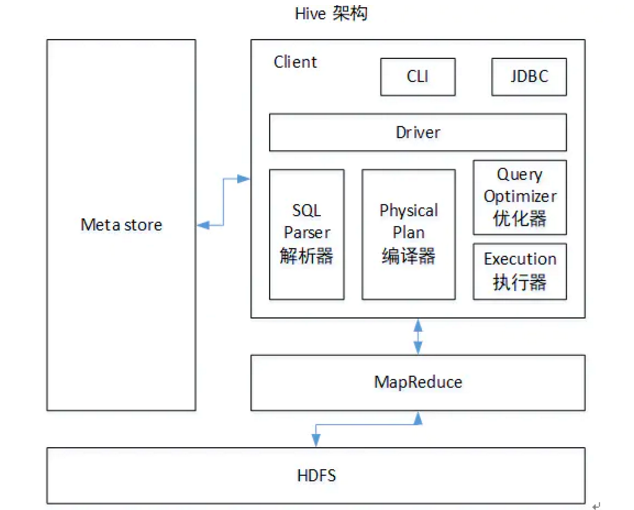 Hive 架构
Client
CLI
JDBC
Driver
Meta store
SQL
Parser
解析器
Physical
Plan
编译器
Query
Optimizer
优化器
Execution
执行器
MapReduce
HDFS